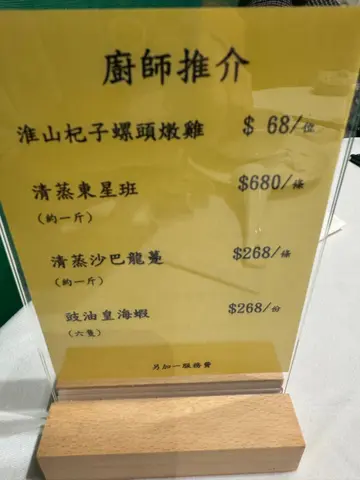 廚師推介
淮山杞子螺頭燉雞 $ 68/位
清蒸東星斑 $680/條
(約一斤)
清蒸沙巴龍躉 $268/條
(約一斤)
豉油皇海蝦 $268/份
(六隻)
另加一服務費